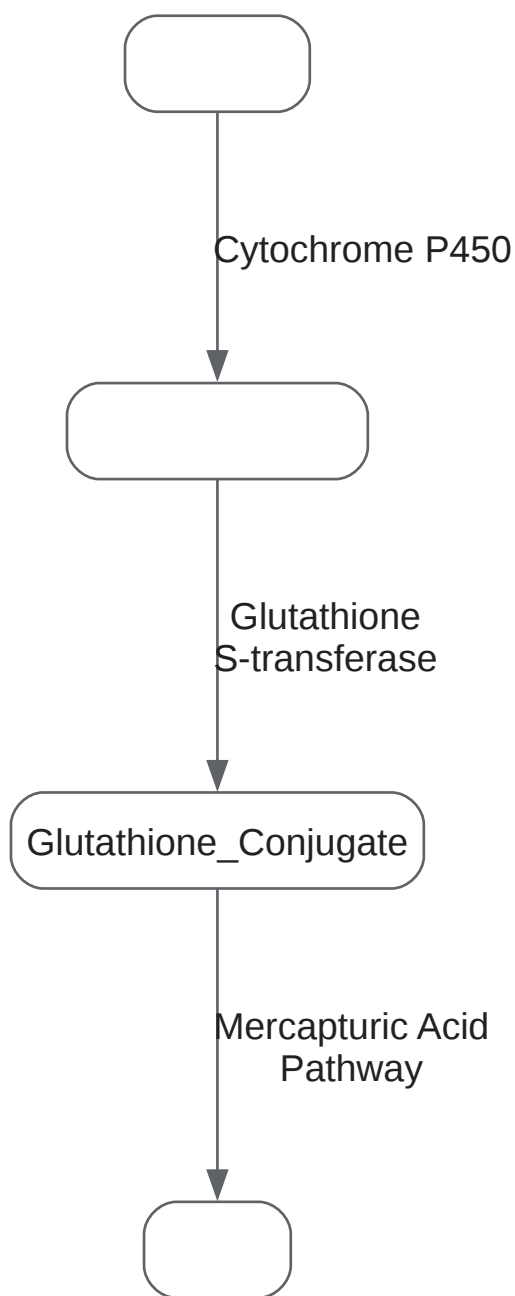 Cytochrome P450
Glutathione
S-transferase
Glutathione_Conjugate
Mercapturic Acid
Pathway